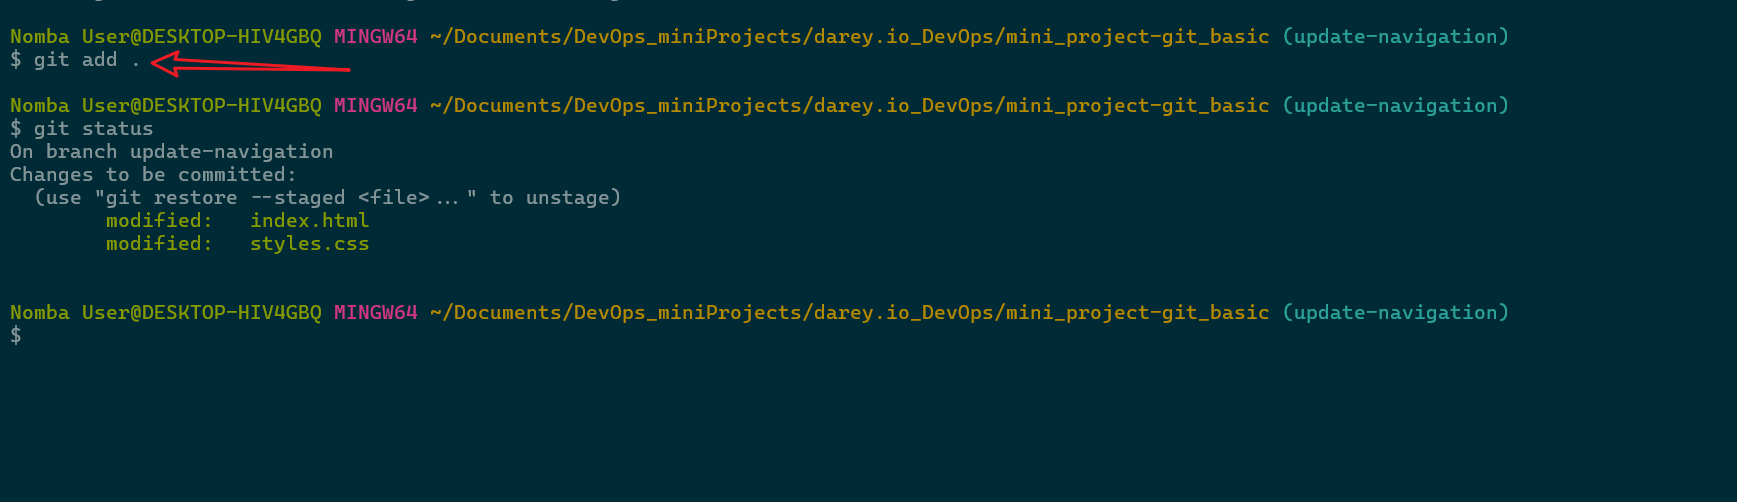 Nomba User@DESKTOP-HIV4GBQ MINGW64 ~/Documents/DevOps_miniProjects/darey.io_DevOps/mini_project-git_basic (update-navigation)
$ git add .
Nomba User@DESKTOP-HIV4GBQ MINGW64 ~/Documents/DevOps_miniProjects/darey.io_DevOps/mini_project-git_basic (update-navigation)
$ git status
On branch update-navigation
Changes to be committed:
  (use "git restore --staged <file>..." to unstage)
        modified:   index.html
        modified:   styles.css
Nomba User@DESKTOP-HIV4GBQ MINGW64 ~/Documents/DevOps_miniProjects/darey.io_DevOps/mini_project-git_basic (update-navigation)
$